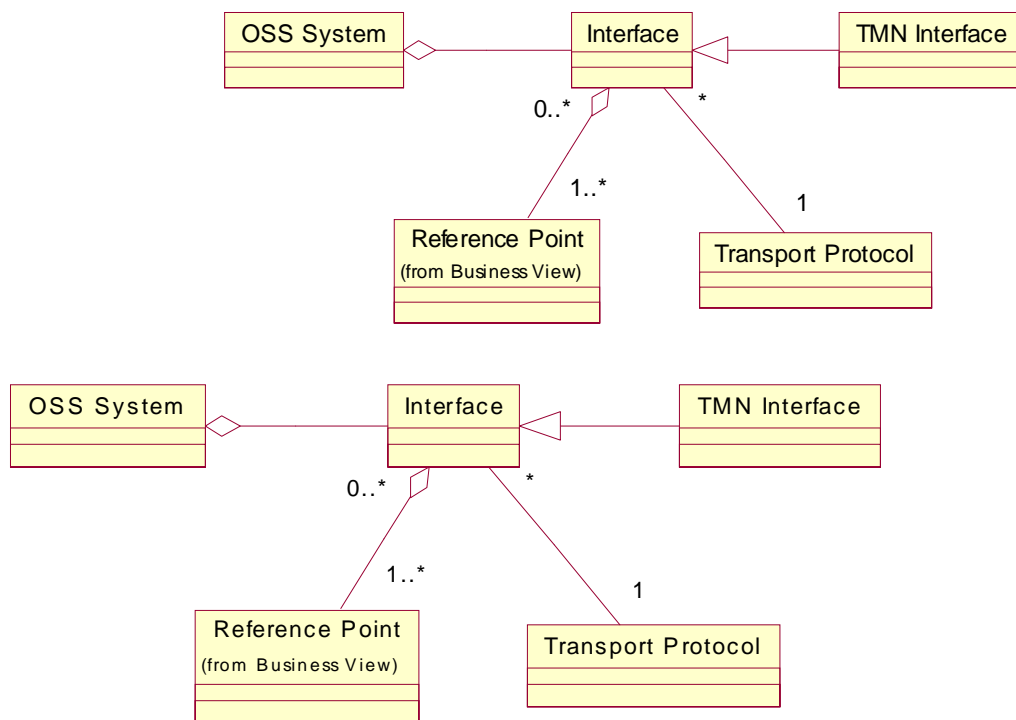 OSS System
Interface
TMN Interface
0..*
*
1..*
1
Reference Point
(from Business View)
Transport Protocol
OSS System
Interface
TMN Interface
0..*
*
1..*
1
Reference Point
(from Business View)
Transport Protocol